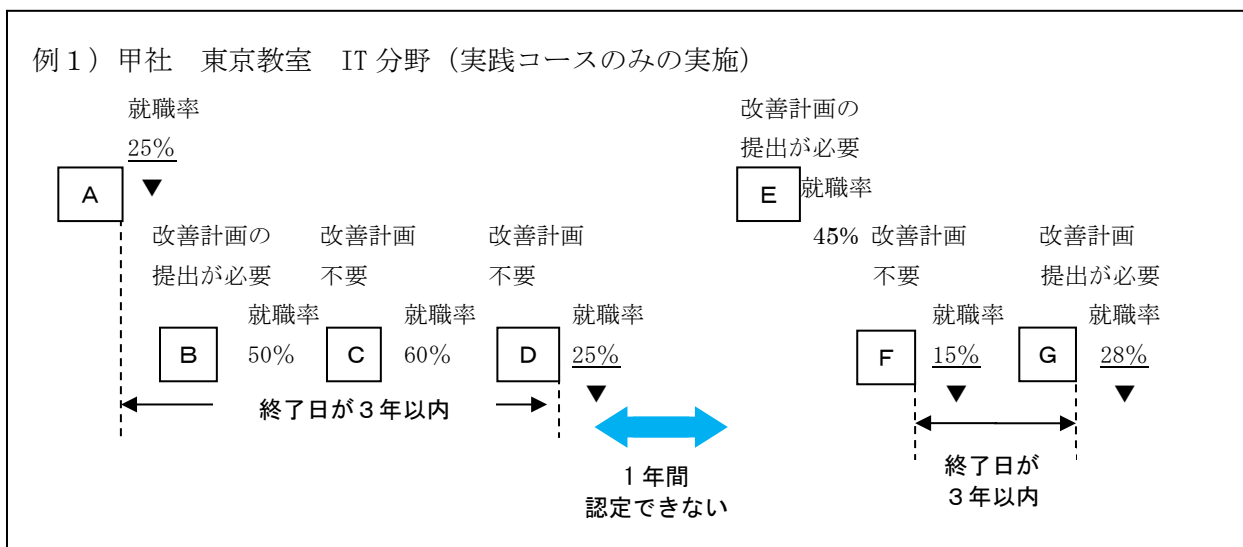 例1)甲社　東京教室　IT 分野（実践コースのみの実施）
就職率
25%
▼
A
改善計画の
提出が必要
就職率
B
50%
改善計画
不要
就職率
C
60%
改善計画
不要
就職率
D
25%
▼
終了日が3年以内
1年間
認定できない
改善計画の
提出が必要
E
就職率
45%
改善計画
不要
就職率
F
15%
▼
改善計画
提出が必要
就職率
G
28%
▼
終了日が
3年以内